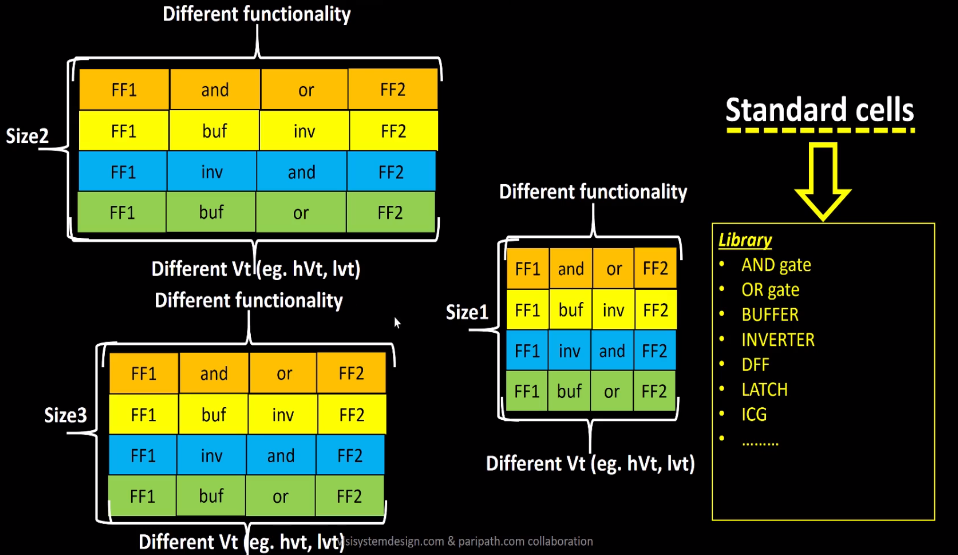 Different functionality
FF1 and or FF2
FF1 buf inv FF2
FF1 inv and FF2
FF1 buf or FF2
Size2
Different Vt (eg. hVt, lvt)
Different functionality
FF1 and or FF2
FF1 buf inv FF2
FF1 inv and FF2
FF1 buf or FF2
Size3
Different Vt (eg. hvt, lvt)
Different functionality
FF1 and or FF2
FF1 buf inv FF2
FF1 inv and FF2
FF1 buf or FF2
Size1
Different Vt (eg. hVt, lvt)
Standard cells
Library
• AND gate
• OR gate
• BUFFER
• INVERTER
• DFF
• LATCH
• ICG
• .........
sisystemdesign.com & paripath.com collaboration